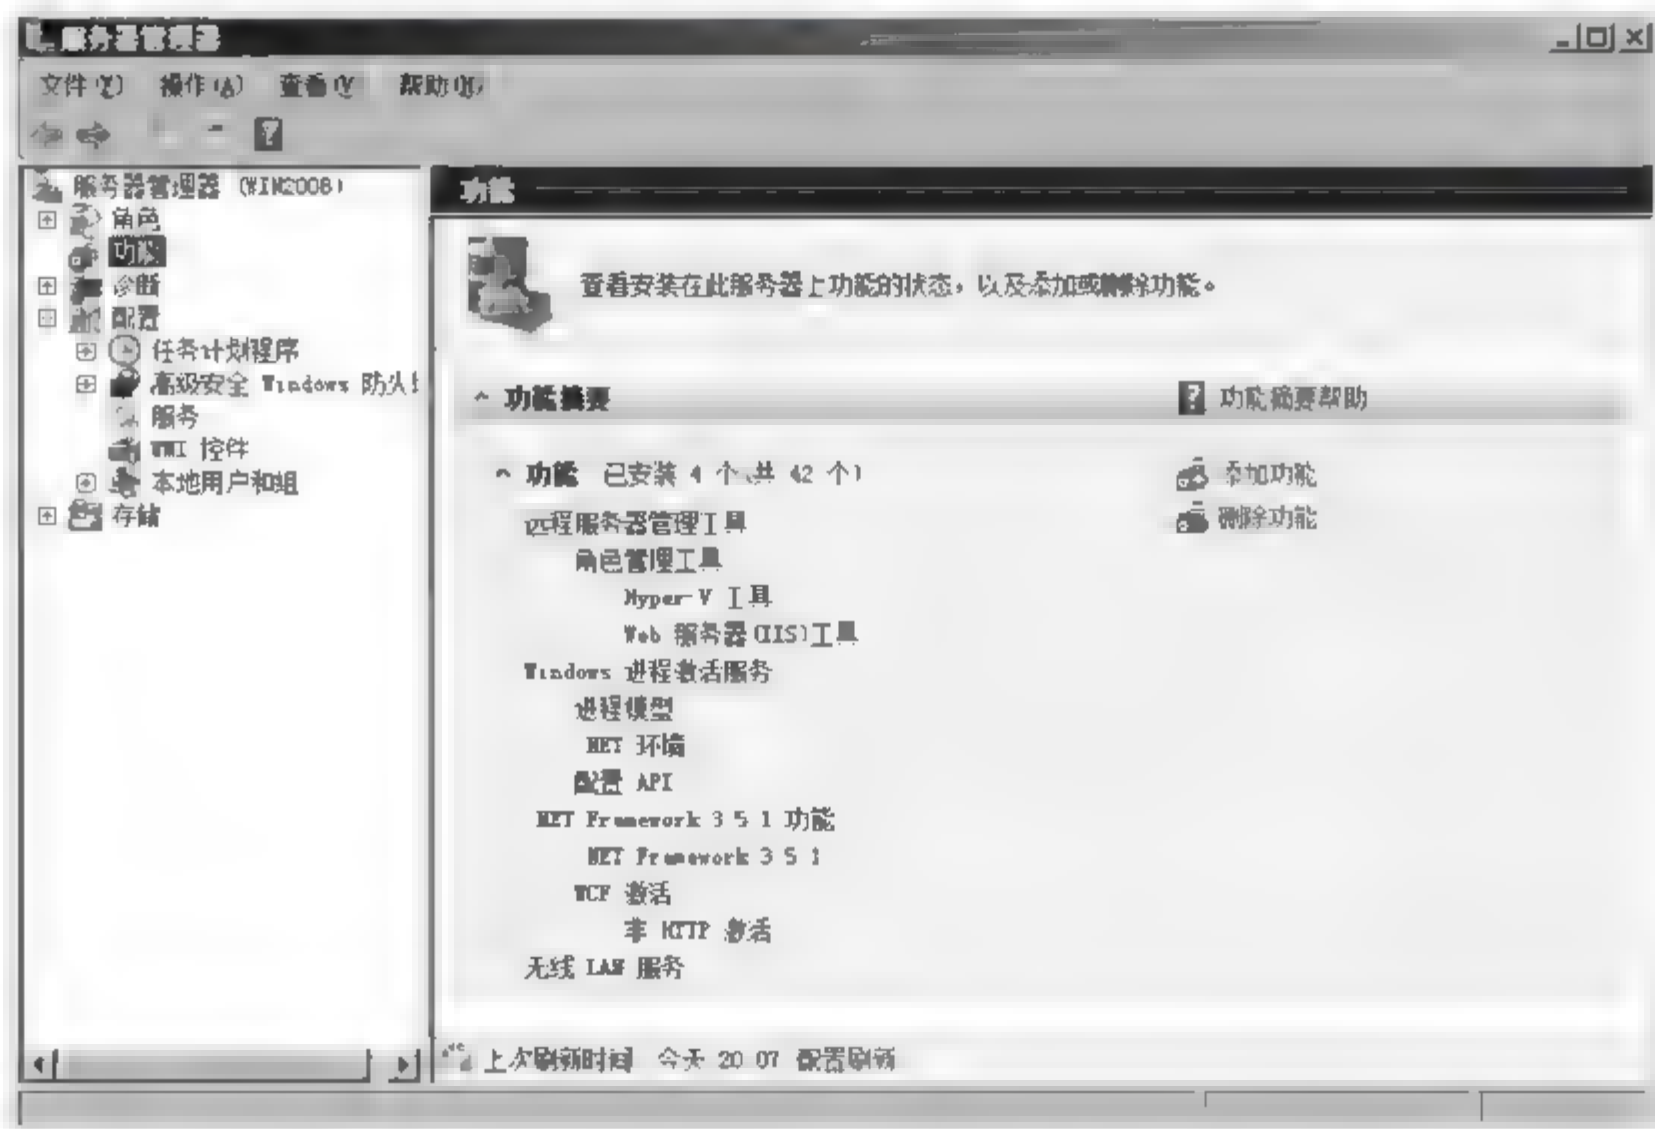 服务器管理器
文件(F) 操作(A) 查看(V) 帮助(H)
服务器管理器 (WIN2008)
角色
功能
诊断
配置
任务计划程序
高级安全 Windows 防火
服务
WMI 控件
本地用户和组
存储
功能
查看安装在此服务器上功能的状态，以及添加或删除功能。
功能摘要
功能摘要帮助
功能 已安装 4 个(共 42 个)
添加功能
删除功能
远程服务器管理工具
角色管理工具
Hyper-V 工具
Web 服务器(IIS)工具
Windows 进程激活服务
进程模型
.NET 环境
配置 API
.NET Framework 3.5.1 功能
.NET Framework 3.5.1
WCF 激活
非 HTTP 激活
无线 LAN 服务
上次刷新时间 今天 20:07 配置刷新